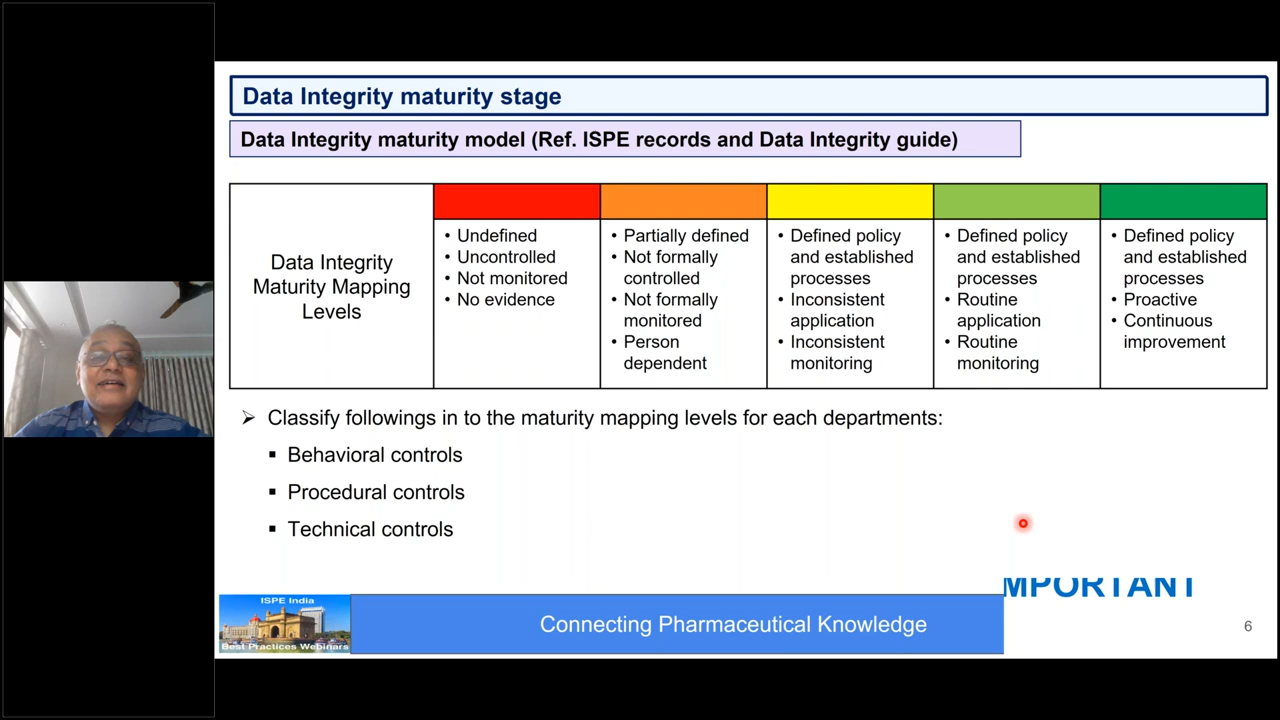 Data Integrity maturity stage
Data Integrity maturity model (Ref. ISPE records and Data Integrity guide)
Data Integrity
Maturity Mapping
Levels
• Undefined
• Uncontrolled
• Not monitored
• No evidence
• Partially defined
• Not formally
controlled
• Not formally
monitored
• Person
dependent
• Defined policy
and established
processes
• Inconsistent
application
• Inconsistent
monitoring
• Defined policy
and established
processes
• Routine
application
• Routine
monitoring
• Defined policy
and established
processes
• Proactive
• Continuous
improvement
➢ Classify followings in to the maturity mapping levels for each departments:
▪ Behavioral controls
▪ Procedural controls
▪ Technical controls
MPORTANT
ISPE India
Best Practices Webinars
Connecting Pharmaceutical Knowledge
6